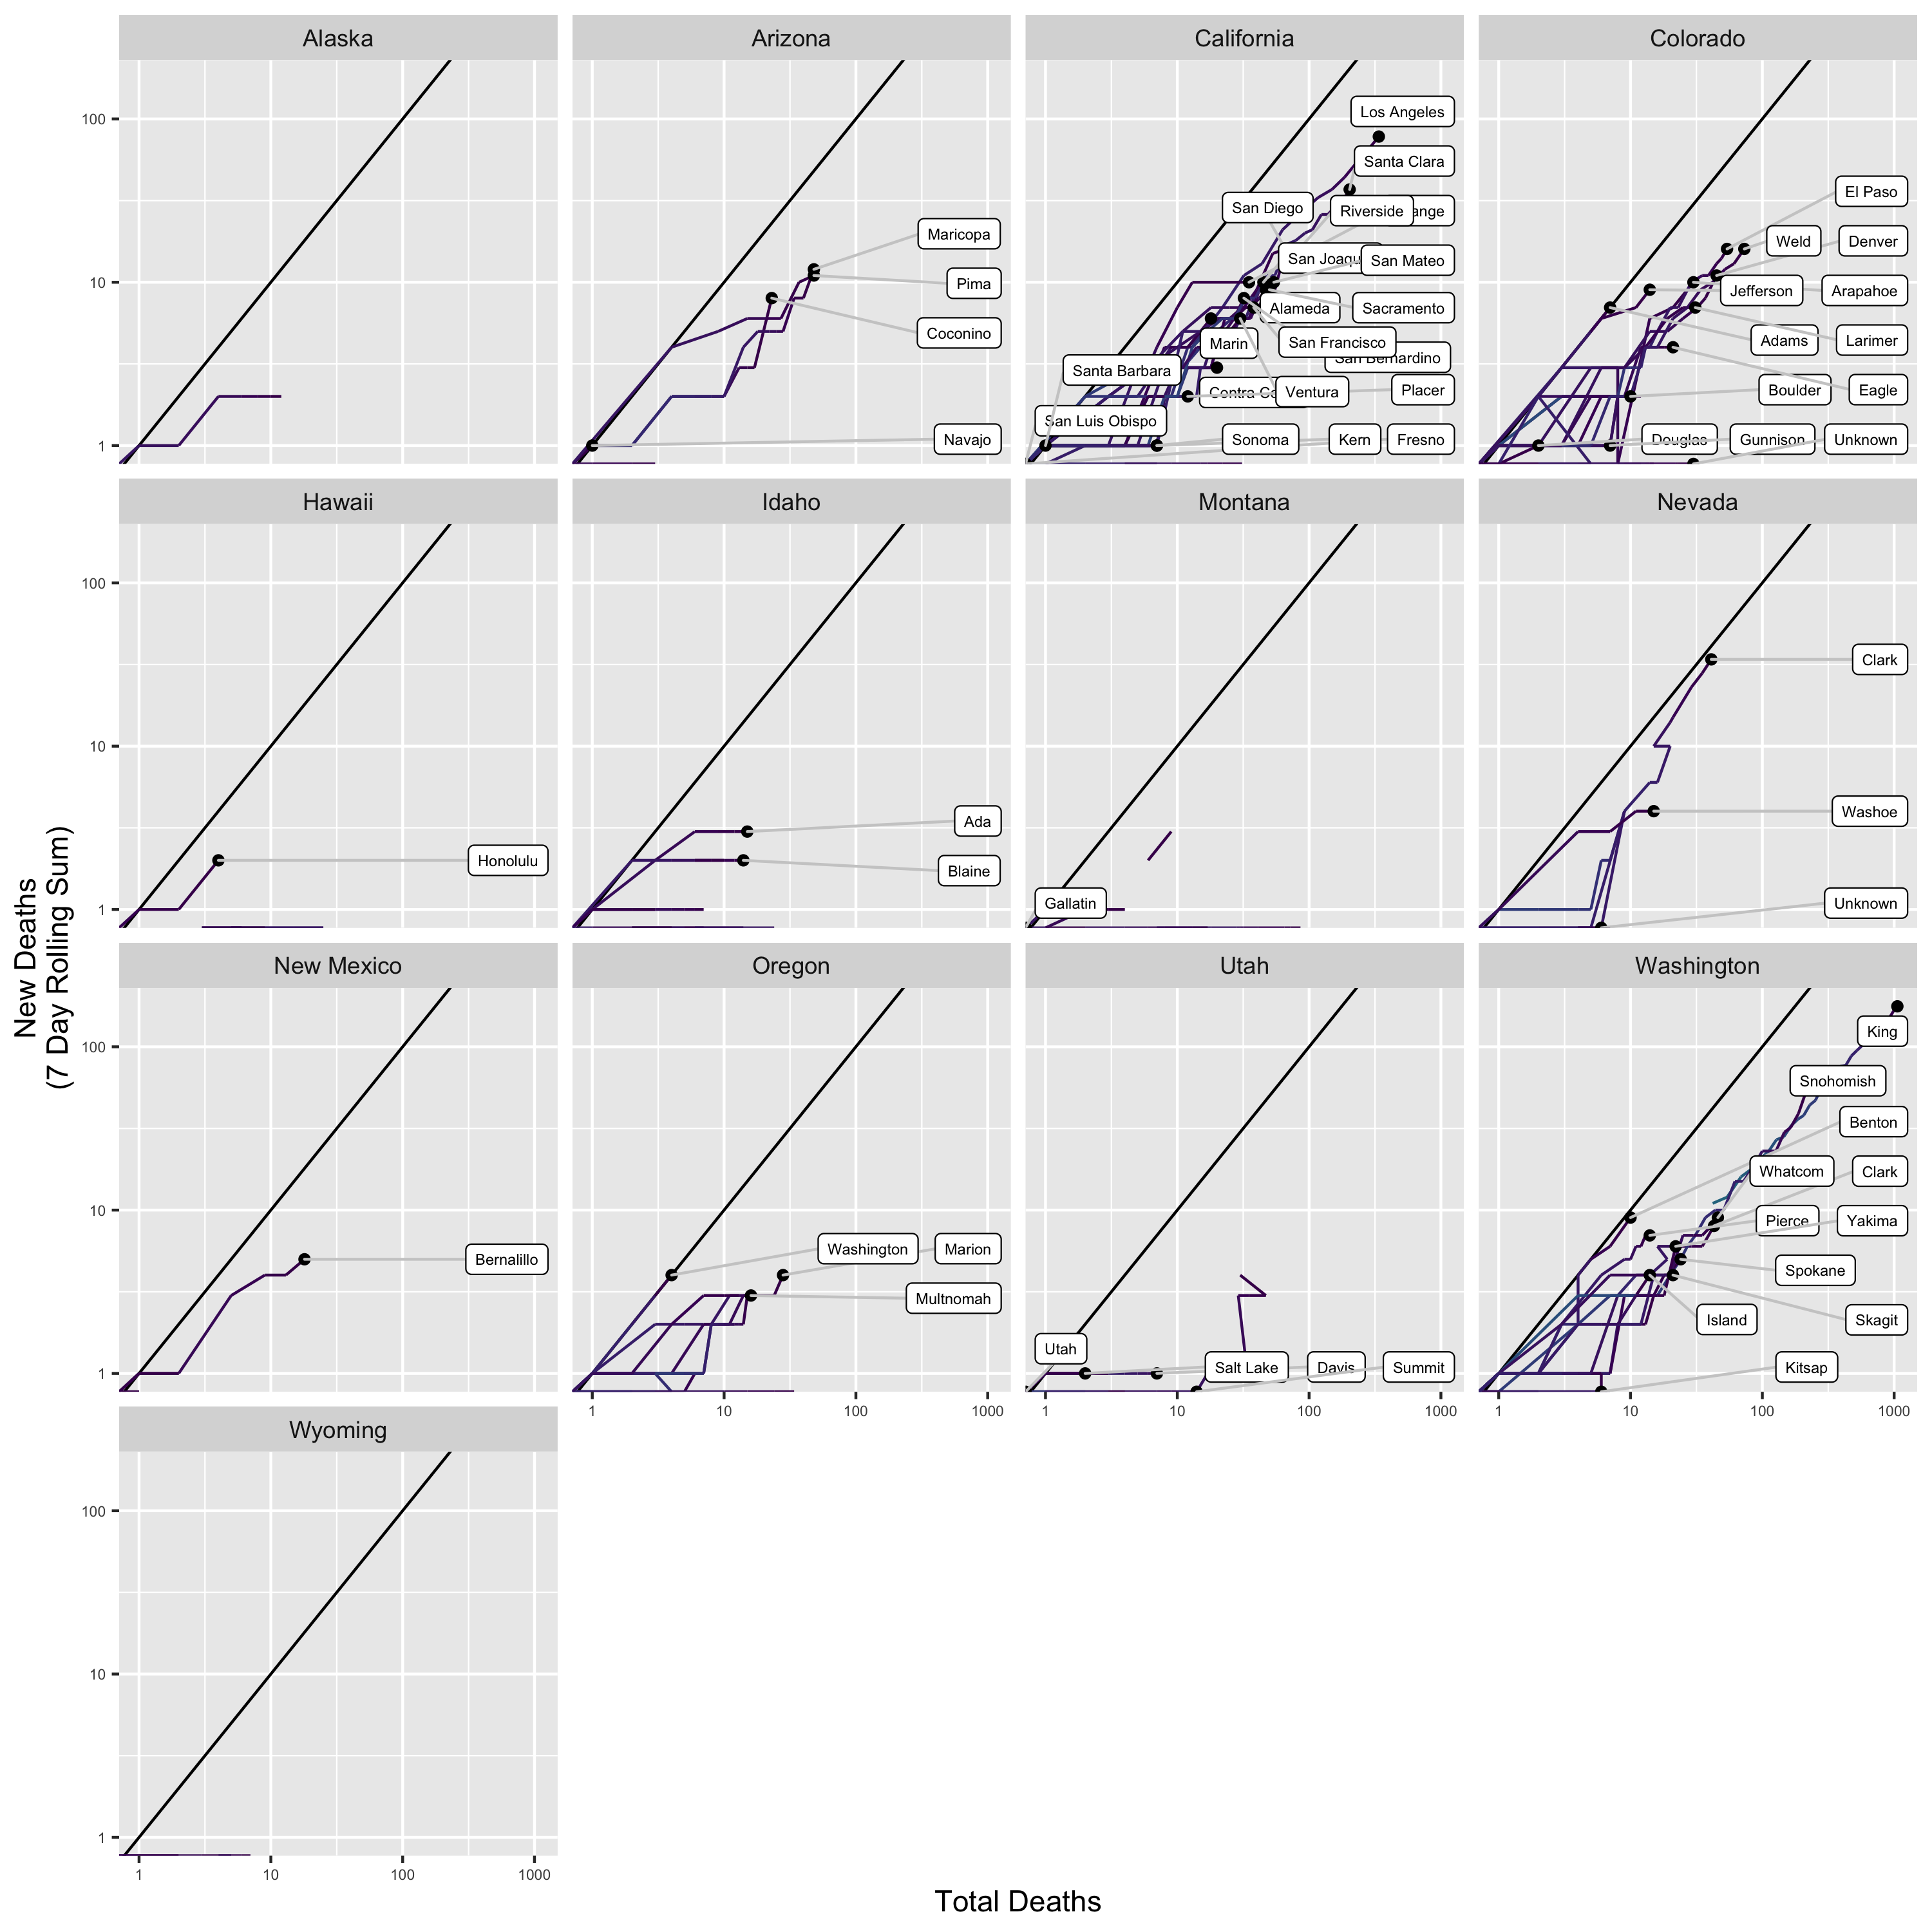 Alaska
Arizona
California
Colorado
100
10
1
Maricopa
Pima
Coconino
Navajo
Los Angeles
Santa Clara
San Diego
Riverside
San Mateo
Alameda
Sacramento
Marin
San Francisco
San Bernardino
Santa Barbara
Ventura
Placer
San Luis Obispo
Sonoma
Kern
Fresno
El Paso
Weld
Denver
Jefferson
Arapahoe
Adams
Larimer
Boulder
Eagle
Douglas
Gunnison
Unknown
Hawaii
Idaho
Montana
Nevada
100
10
1
Honolulu
Ada
Blaine
Gallatin
Clark
Washoe
Unknown
New Deaths
(7 Day Rolling Sum)
New Mexico
Oregon
Utah
Washington
100
10
1
Bernalillo
Washington
Marion
Multnomah
Utah
Salt Lake
Davis
Summit
King
Snohomish
Benton
Whatcom
Clark
Pierce
Yakima
Spokane
Island
Skagit
Kitsap
1 10 100 1000
1 10 100 1000
1 10 100 1000
Wyoming
100
10
1
1 10 100 1000
Total Deaths